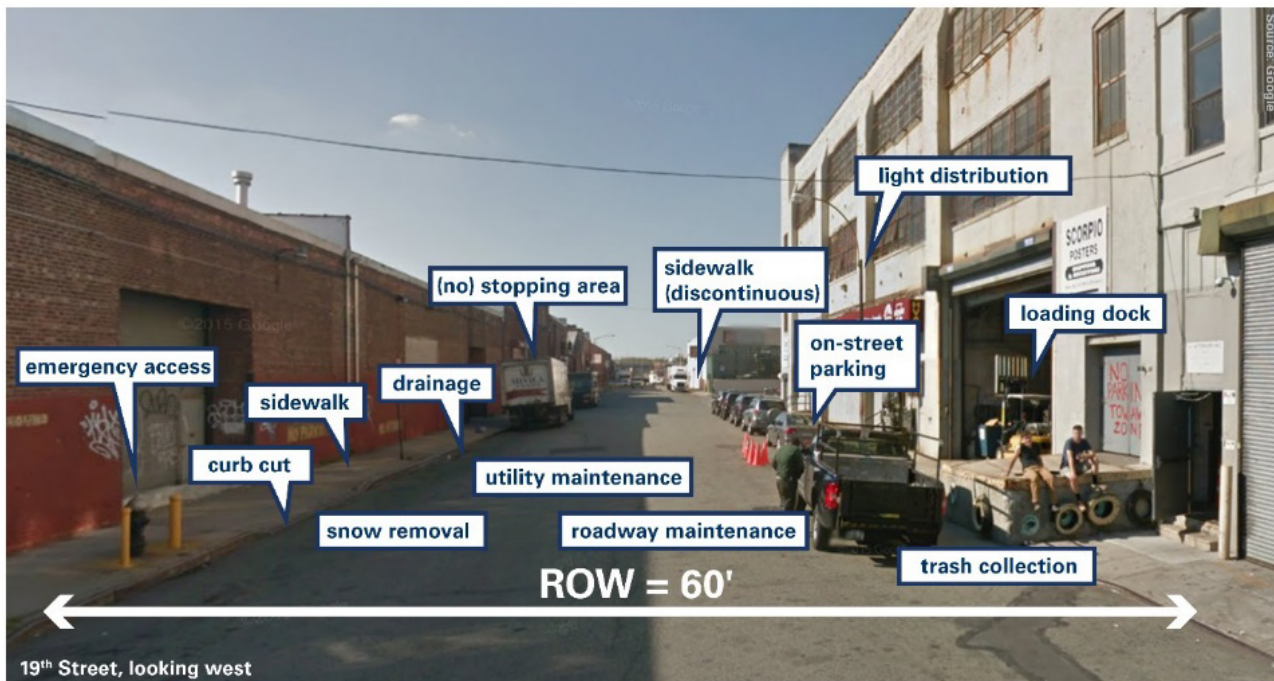 Source: Google
light distribution
SCORPIO
POSTERS
(no) stopping area
sidewalk
(discontinuous)
loading dock
on-street
parking
emergency access
drainage
sidewalk
NO
PARKIN
TOWAWA
ZONE
curb cut
utility maintenance
snow removal
roadway maintenance
trash collection
ROW = 60'
19th Street, looking west
©2015 Google